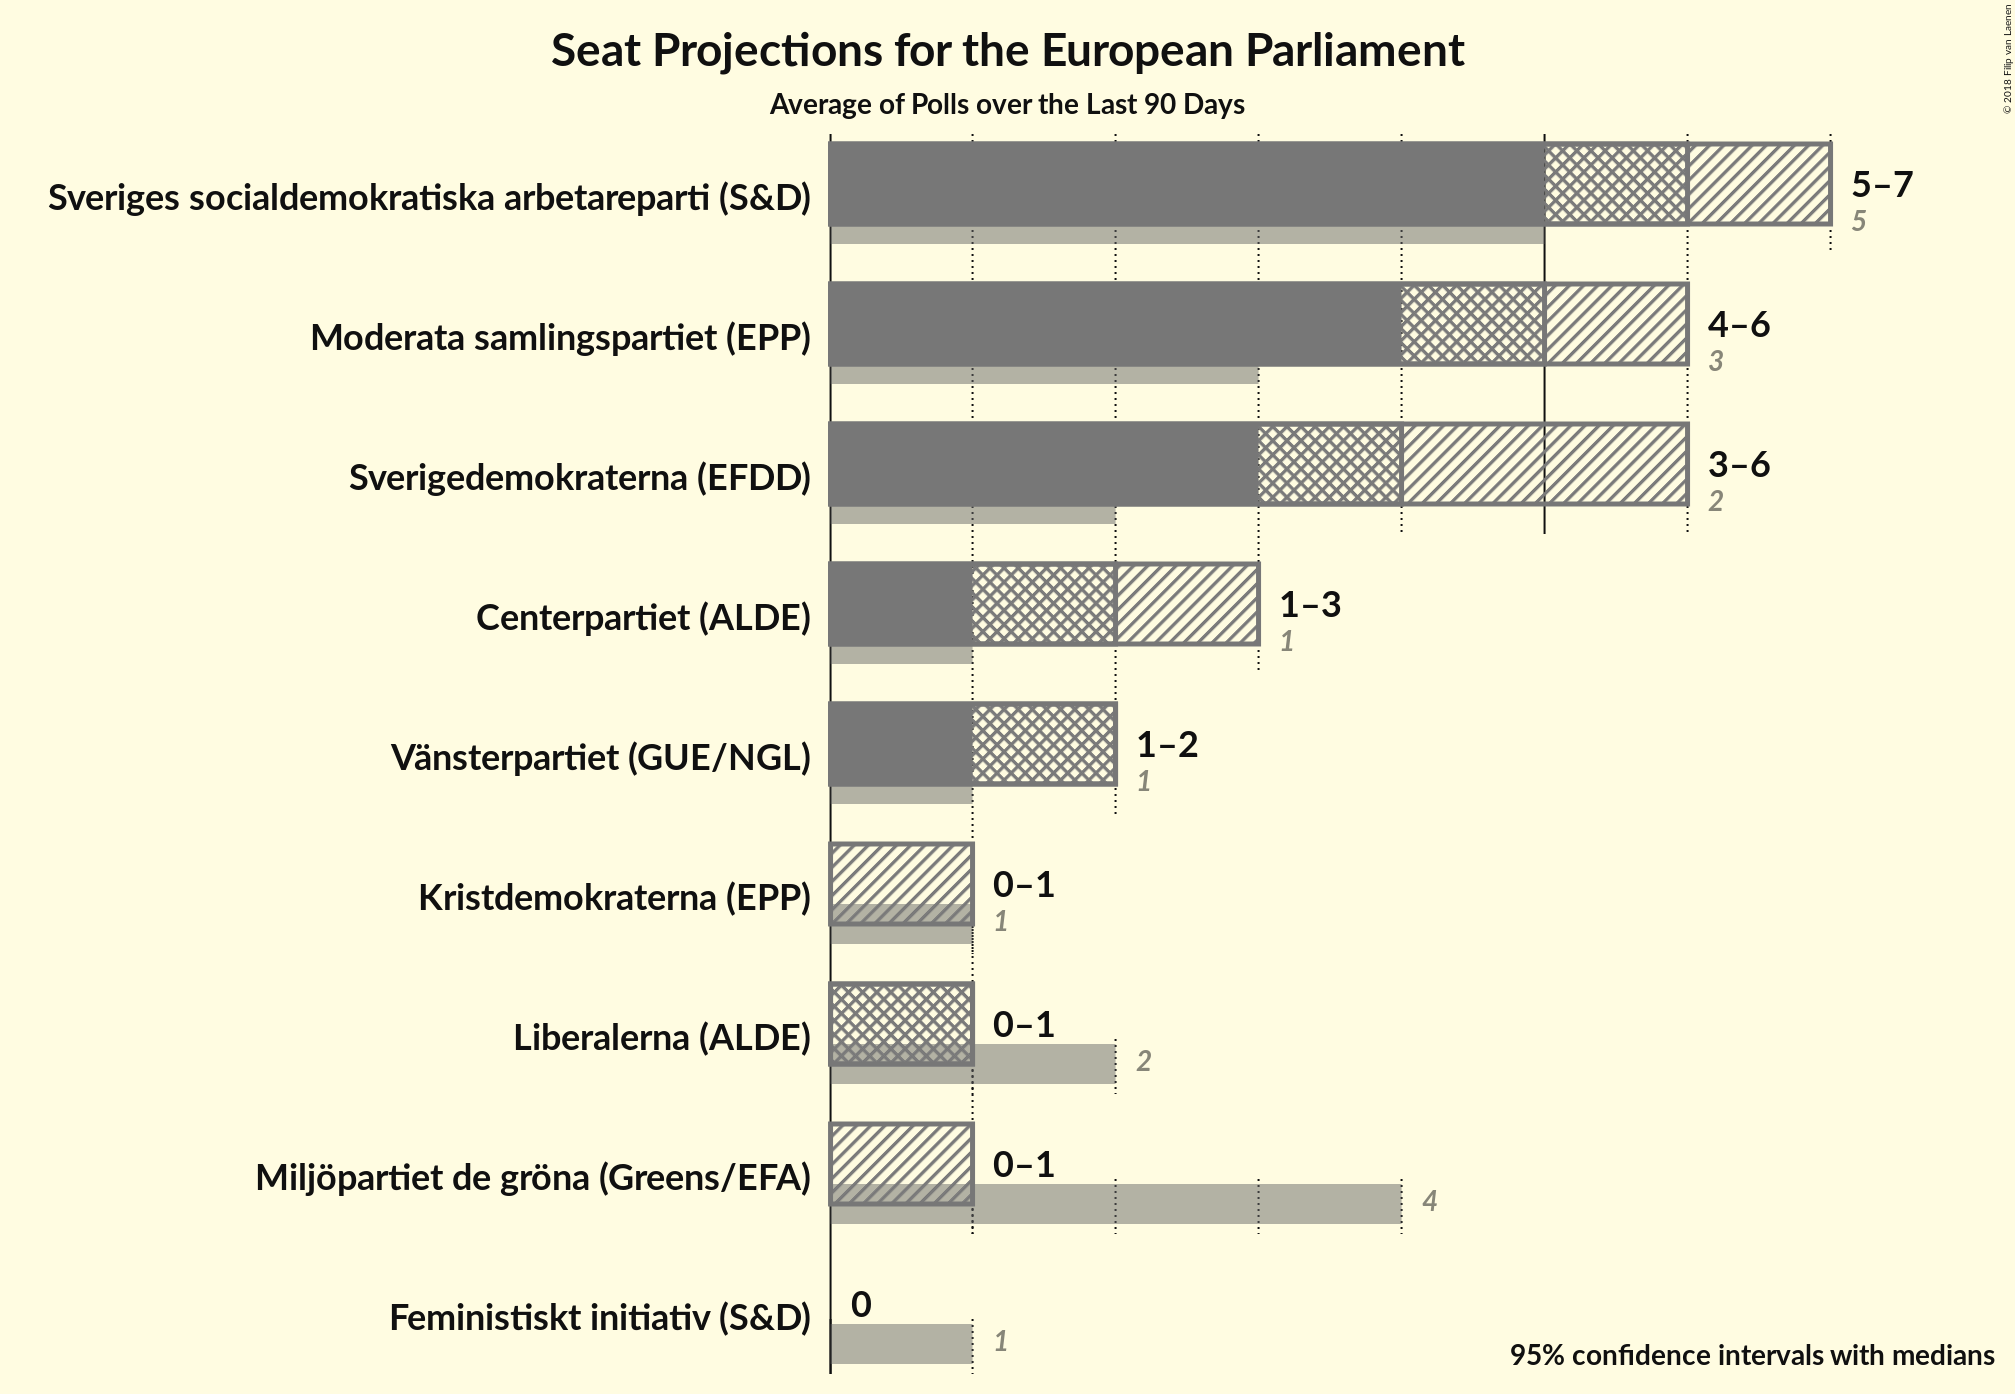 Seat Projections for the European Parliament
Average of Polls over the Last 90 Days
© 2018 Filip van Laenen
Sveriges socialdemokratiska arbetareparti (S&D)
5–7
5
Moderata samlingspartiet (EPP)
4–6
3
Sverigedemokraterna (EFDD)
3–6
2
Centerpartiet (ALDE)
1–3
1
Vänsterpartiet (GUE/NGL)
1–2
1
Kristdemokraterna (EPP)
0–1
1
Liberalerna (ALDE)
0–1
2
Miljöpartiet de gröna (Greens/EFA)
0–1
4
Feministiskt initiativ (S&D)
0
1
95% confidence intervals with medians